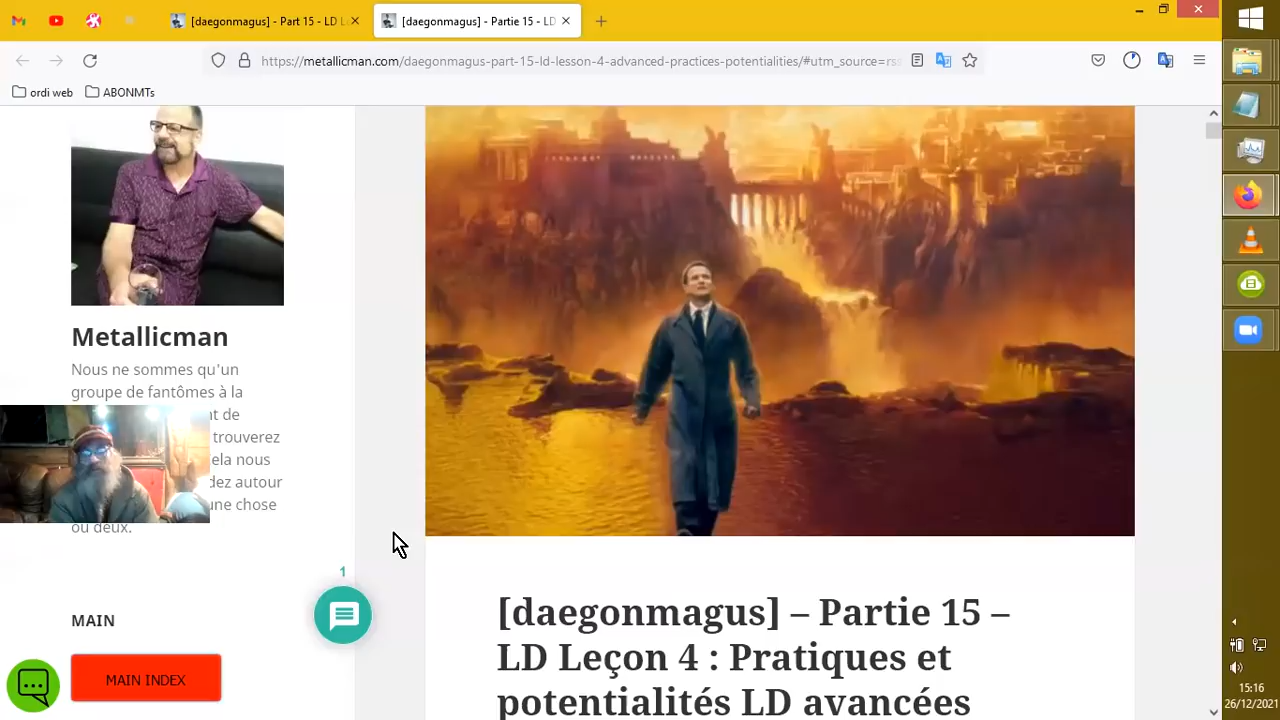 [daegonmagus] - Part 15 - LD L
[daegonmagus] - Partie 15 - LD
https://metallicman.com/daegonmagus-part-15-ld-lesson-4-advanced-practices-potentialities/#utm_source=rss
ordi web
ABONMTs
Metallicman
Nous ne sommes qu'un
groupe de fantômes à la
nt de
trouverez
ela nous
dez autour
une chose
ou deux.
1
MAIN
MAIN INDEX
[daegonmagus] – Partie 15 –
LD Leçon 4 : Pratiques et
potentialités LD avancées
15:16
26/12/2021